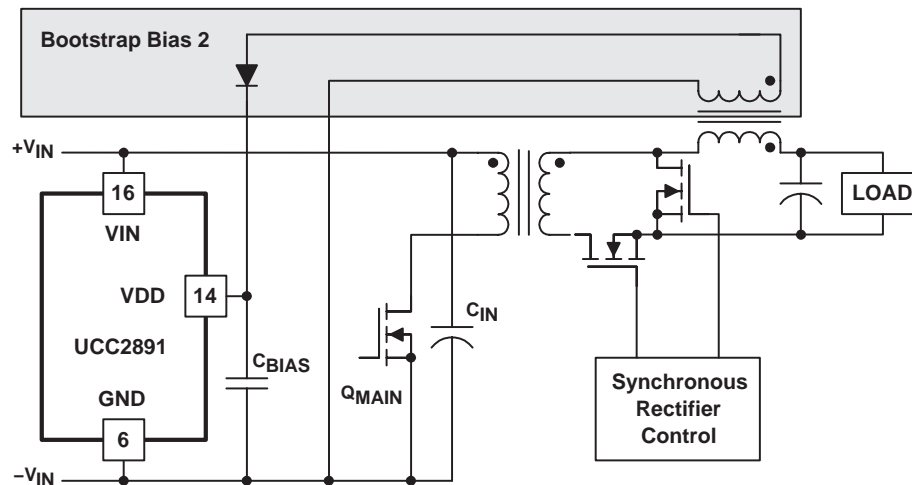 Bootstrap Bias 2
+VIN
16
VIN
VDD
14
UCC2891
CBIAS
GND
6
−VIN
QMAIN
CIN
LOAD
Synchronous
Rectifier
Control